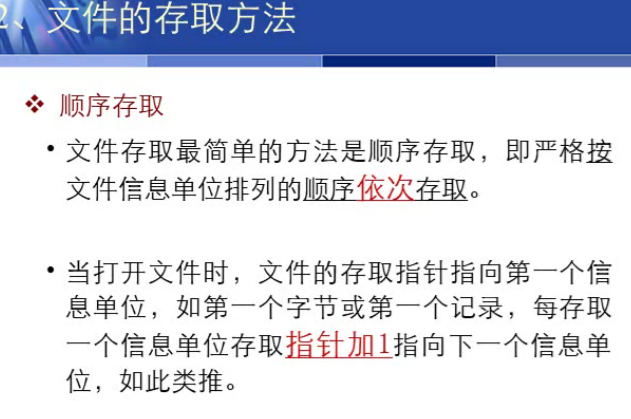 2、文件的存取方法
❖ 顺序存取
• 文件存取最简单的方法是顺序存取，即严格按
文件信息单位排列的顺序依次存取。
• 当打开文件时，文件的存取指针指向第一个信
息单位，如第一个字节或第一个记录，每存取
一个信息单位存取指针加1指向下一个信息单
位，如此类推。